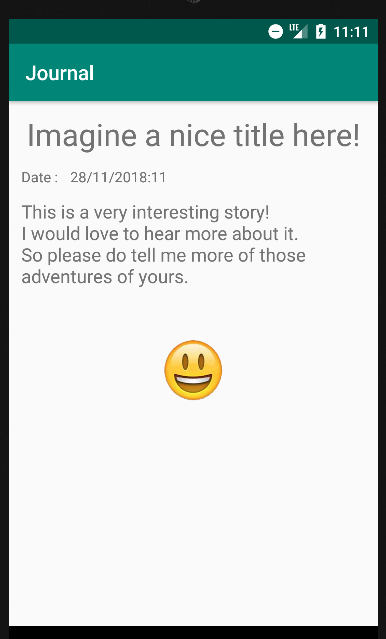 LTE 11:11
Journal
Imagine a nice title here!
Date : 28/11/2018:11
This is a very interesting story!
I would love to hear more about it.
So please do tell me more of those
adventures of yours.